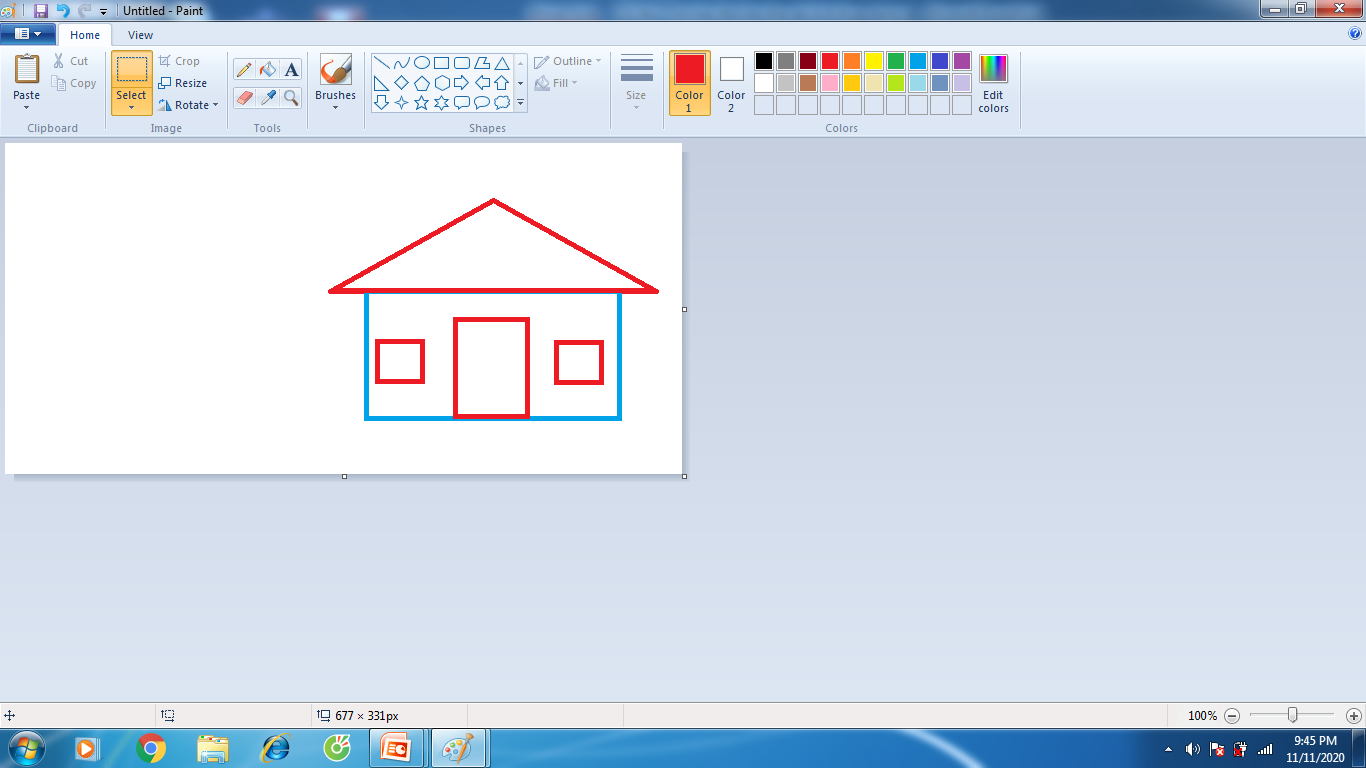 Untitled - Paint
Home View
Cut
Copy
Paste
Clipboard
Select
Crop
Resize
Rotate
Image
A
Tools
Brushes
Outline
Fill
Shapes
Size
Color 1
Color 2
Edit colors
Colors
677 × 331px
100%
9:45 PM
11/11/2020